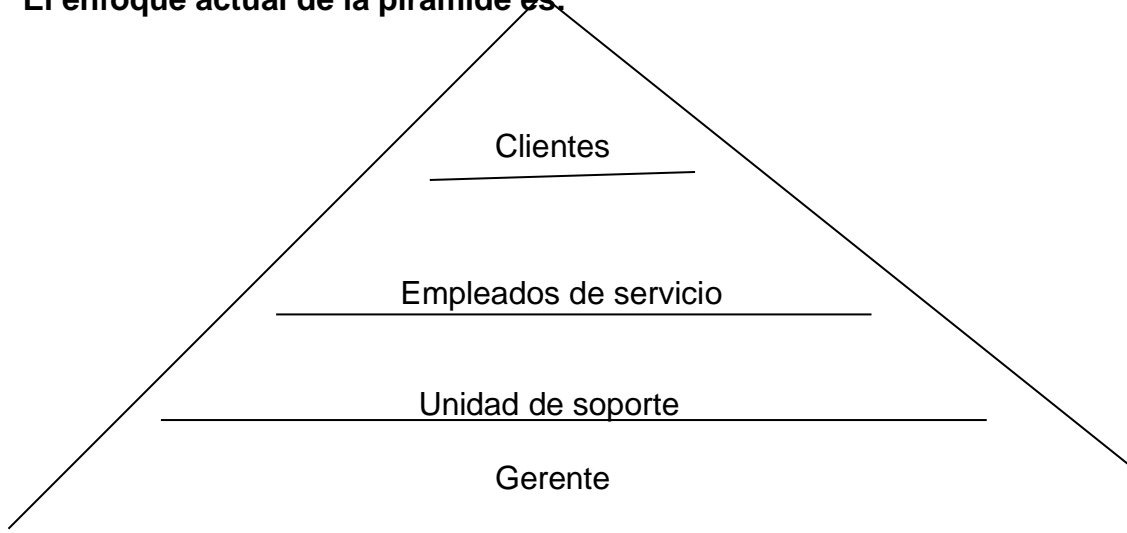 El enfoque actual de la pirámide es:
Clientes
Empleados de servicio
Unidad de soporte
Gerente